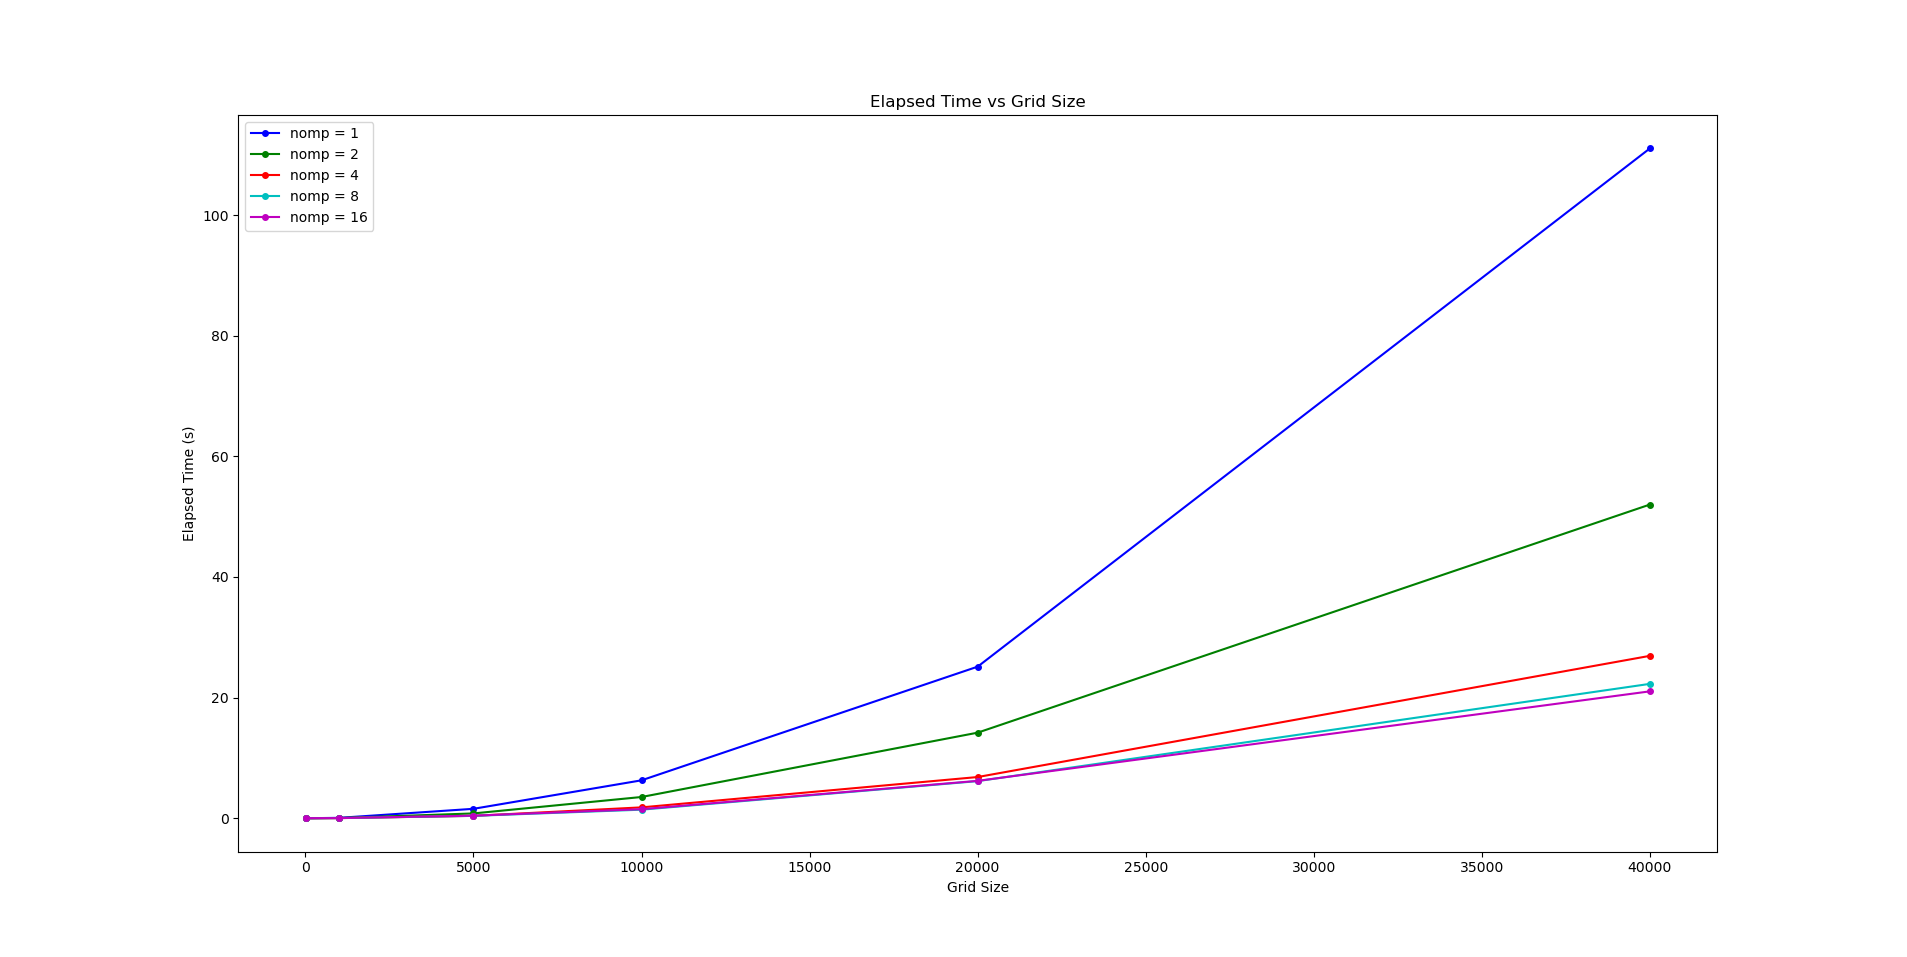 Elapsed Time vs Grid Size
nomp = 1
nomp = 2
nomp = 4
nomp = 8
nomp = 16
100
80
60
40
20
0
Elapsed Time (s)
0 5000 10000 15000 20000 25000 30000 35000 40000
Grid Size